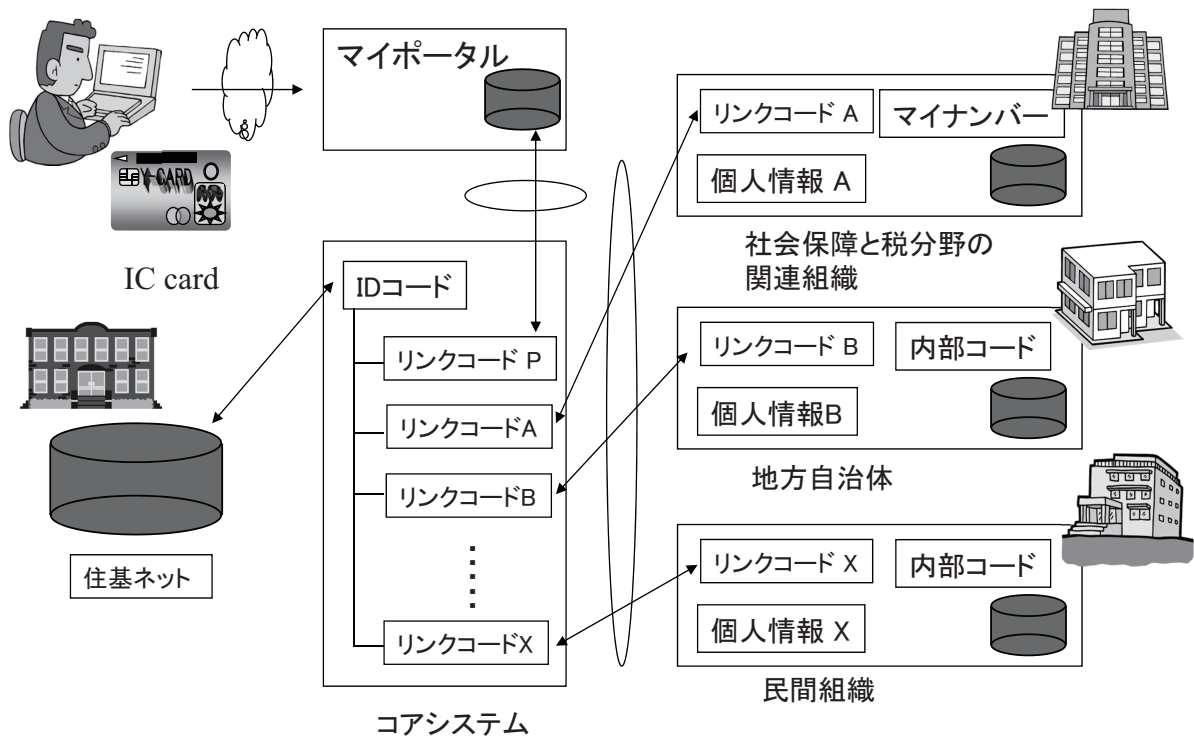 マイポータル
IC card
住基ネット
IDコード
リンクコード P
リンクコードA
リンクコードB
リンクコードX
コアシステム
リンクコード A
マイナンバー
個人情報 A
社会保障と税分野の
関連組織
リンクコード B
内部コード
個人情報B
地方自治体
リンクコード X
内部コード
個人情報 X
民間組織